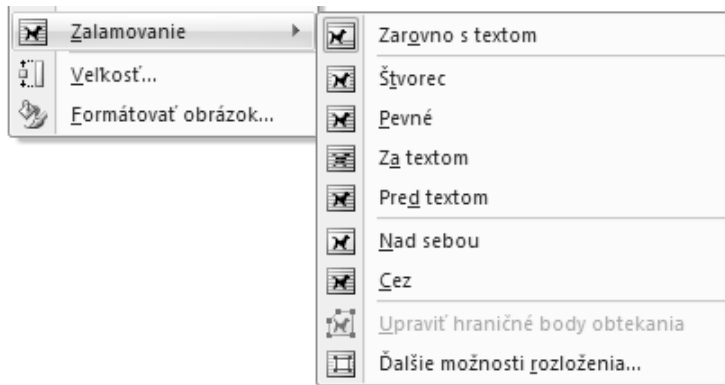 Zalamovanie
Veľkosť...
Formátovať obrázok...
Zarovno s textom
Štvorec
Pevné
Za textom
Pred textom
Nad sebou
Cez
Upraviť hraničné body obtekania
Ďalšie možnosti rozloženia...